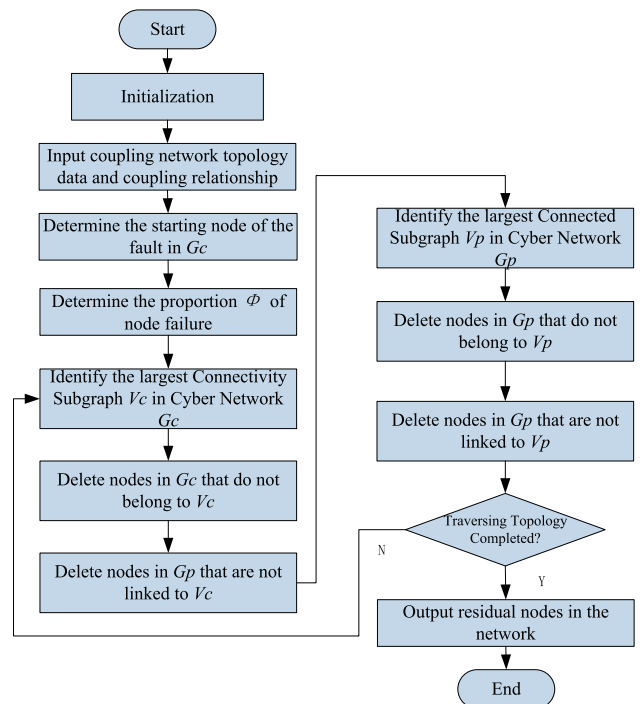 Start
Initialization
Input coupling network topology
data and coupling relationship
Determine the starting node of the
fault in Gc
Determine the proportion Φ of
node failure
Identify the largest Connectivity
Subgraph Vc in Cyber Network
Gc
Delete nodes in Gc that do not
belong to Vc
Delete nodes in Gp that are not
linked to Vc
Identify the largest Connected
Subgraph Vp in Cyber Network
Gp
Delete nodes in Gp that do not
belong to Vp
Delete nodes in Gp that are not
linked to Vp
Traversing Topology
Completed?
N
Y
Output residual nodes in the
network
End